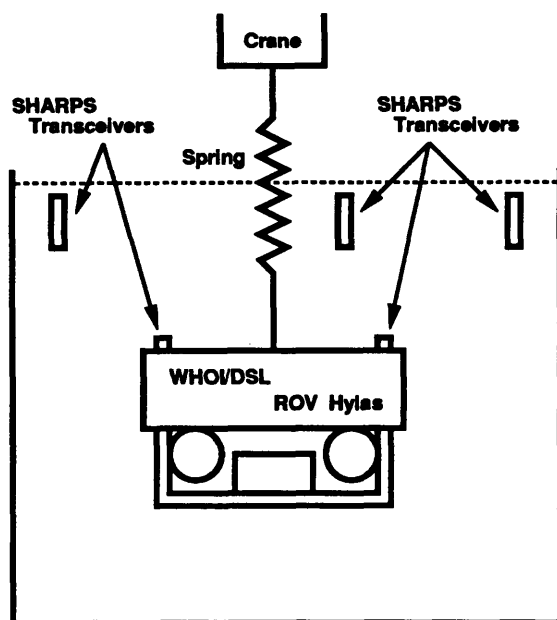 Crane
SHARPS
Transceivers
SHARPS
Transceivers
Spring
WHOI/DSL
ROV Hylas